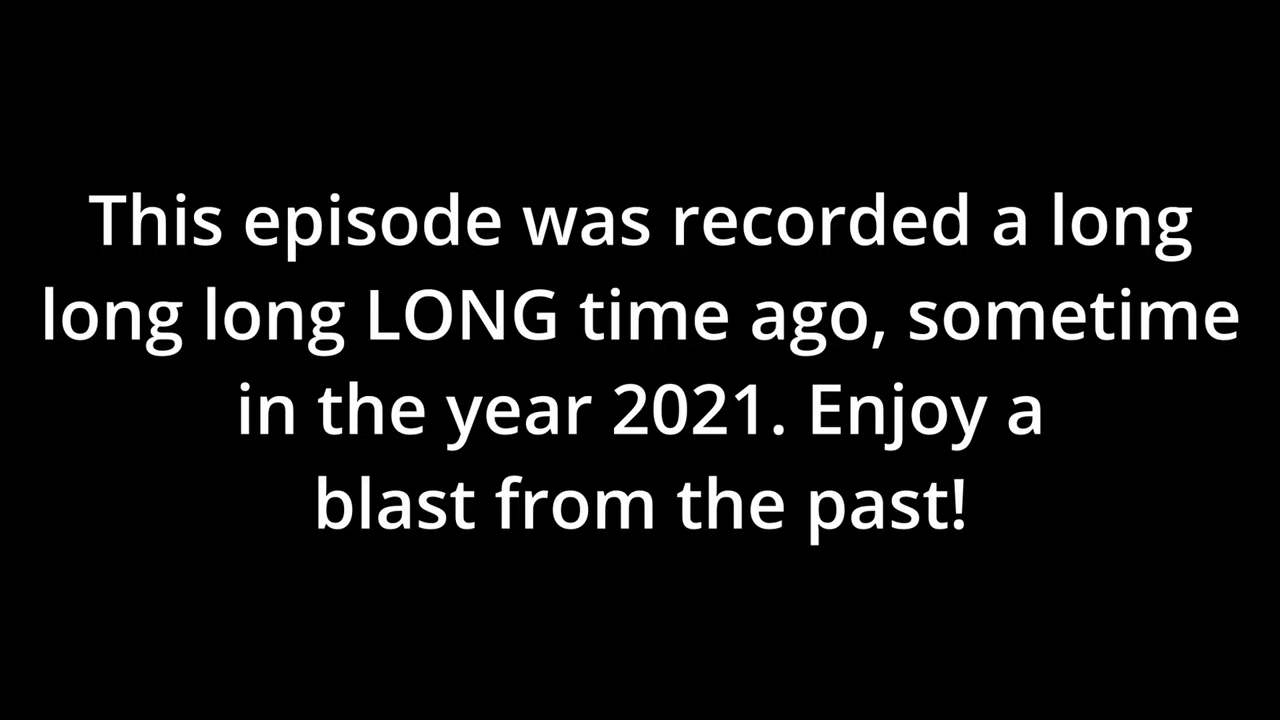 This episode was recorded a long
long long LONG time ago, sometime
in the year 2021. Enjoy a
blast from the past!